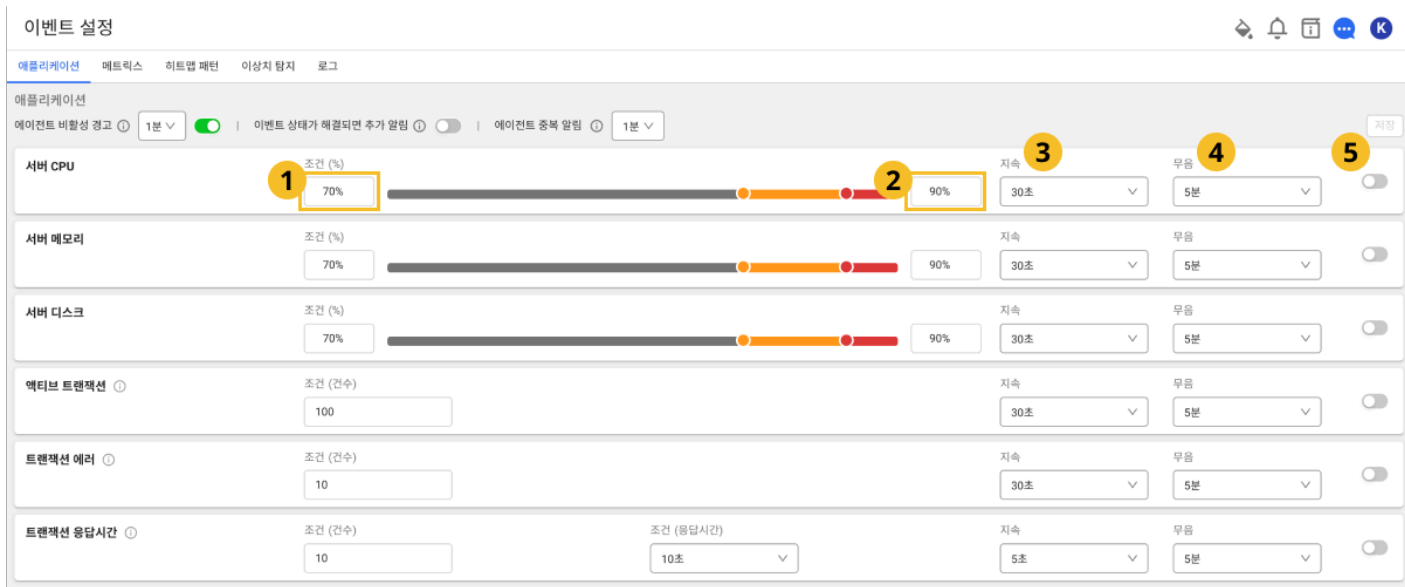 이벤트 설정
K
애플리케이션 메트릭스 히트맵 패턴 이상치 탐지 로그
애플리케이션
에이전트 비활성 경고 1분 | 이벤트 상태가 해결되면 추가 알림 | 에이전트 중복 알림 1분 저장
서버 CPU 조건 (%) 지속 3 무음 4 5
1 70% 2 90% 30초 5분
서버 메모리 조건 (%) 지속 무음
70% 90% 30초 5분
서버 디스크 조건 (%) 지속 무음
70% 90% 30초 5분
액티브 트랜잭션 조건 (건수) 지속 무음
100 30초 5분
트랜잭션 에러 조건 (건수) 지속 무음
10 30초 5분
트랜잭션 응답시간 조건 (건수) 조건 (응답시간) 지속 무음
10 10초 5초 5분